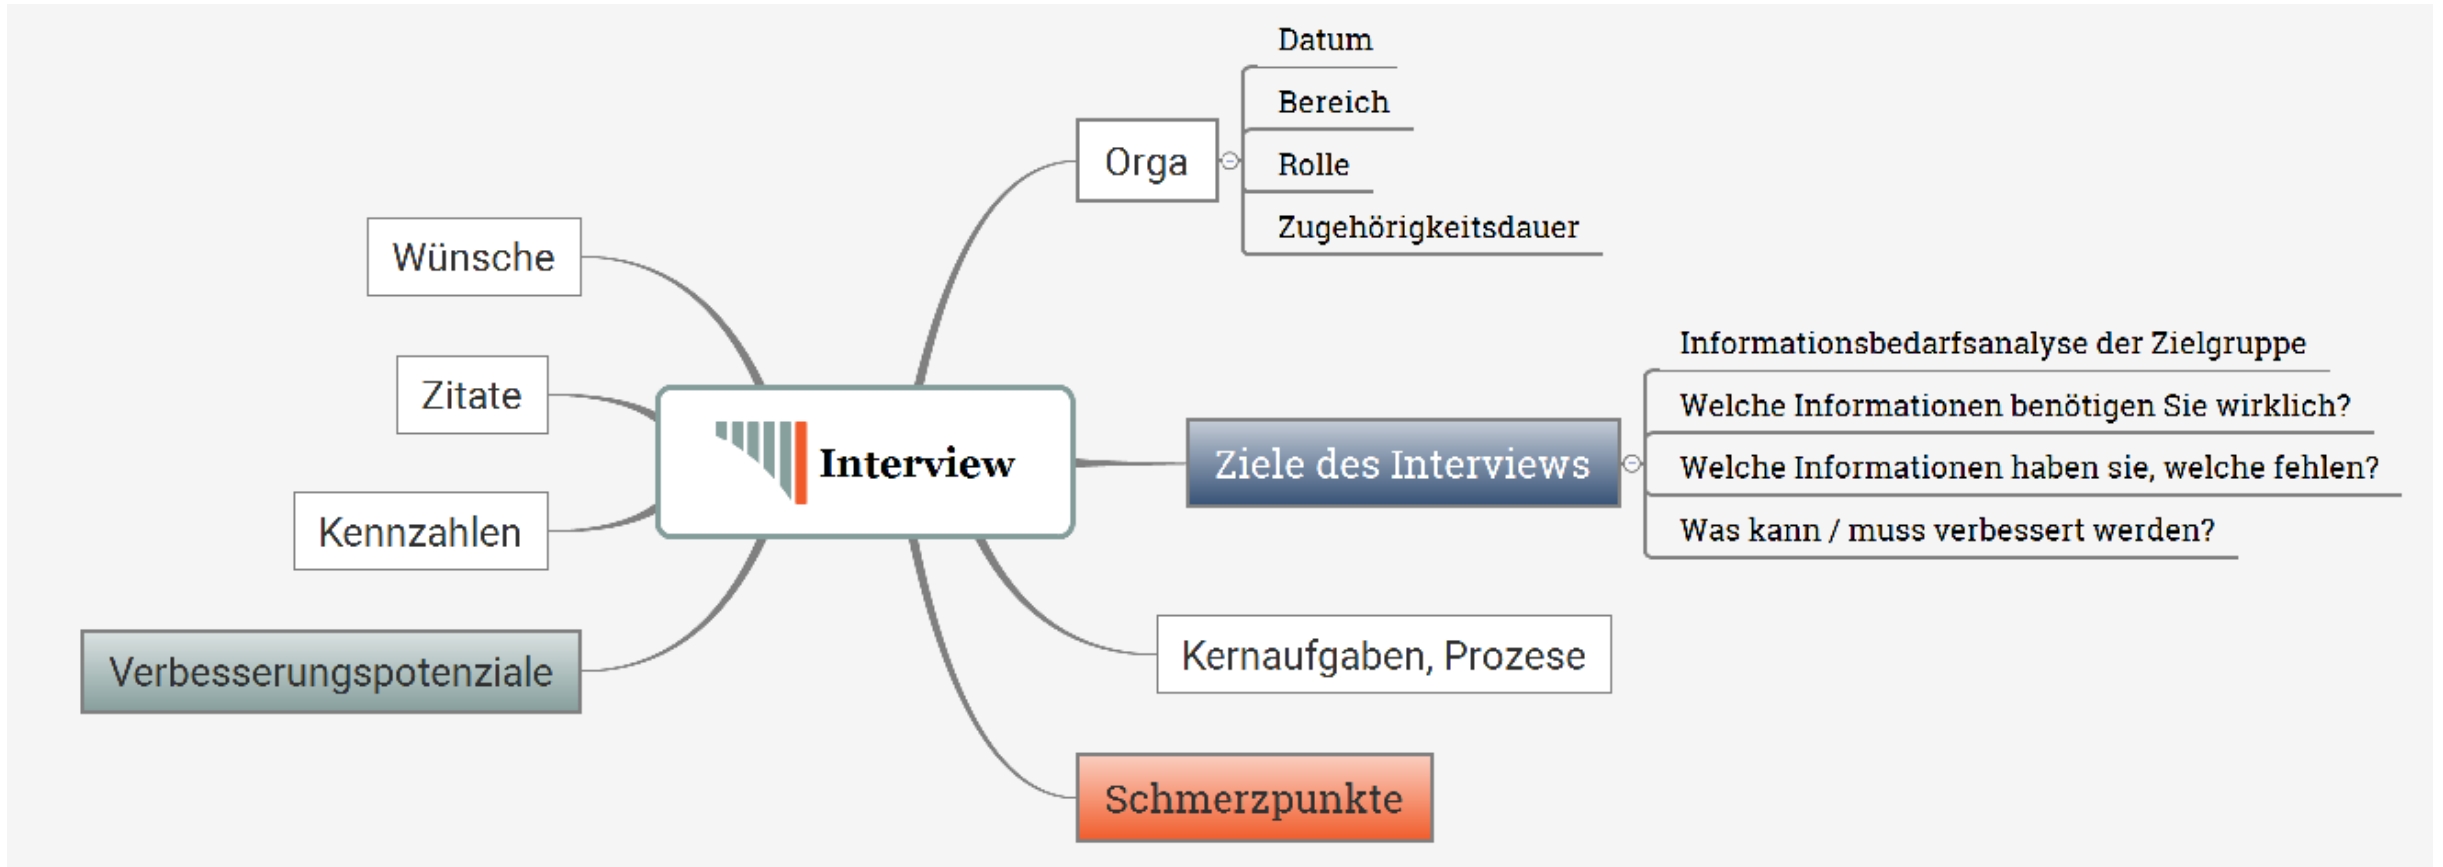 Datum
Bereich
Orga
Rolle
Zugehörigkeitsdauer
Wünsche
Zitate
Interview
Kennzahlen
Verbesserungspotenziale
Ziele des Interviews
Informationsbedarfsanalyse der Zielgruppe
Welche Informationen benötigen Sie wirklich?
Welche Informationen haben sie, welche fehlen?
Was kann / muss verbessert werden?
Kernaufgaben, Prozese
Schmerzpunkte